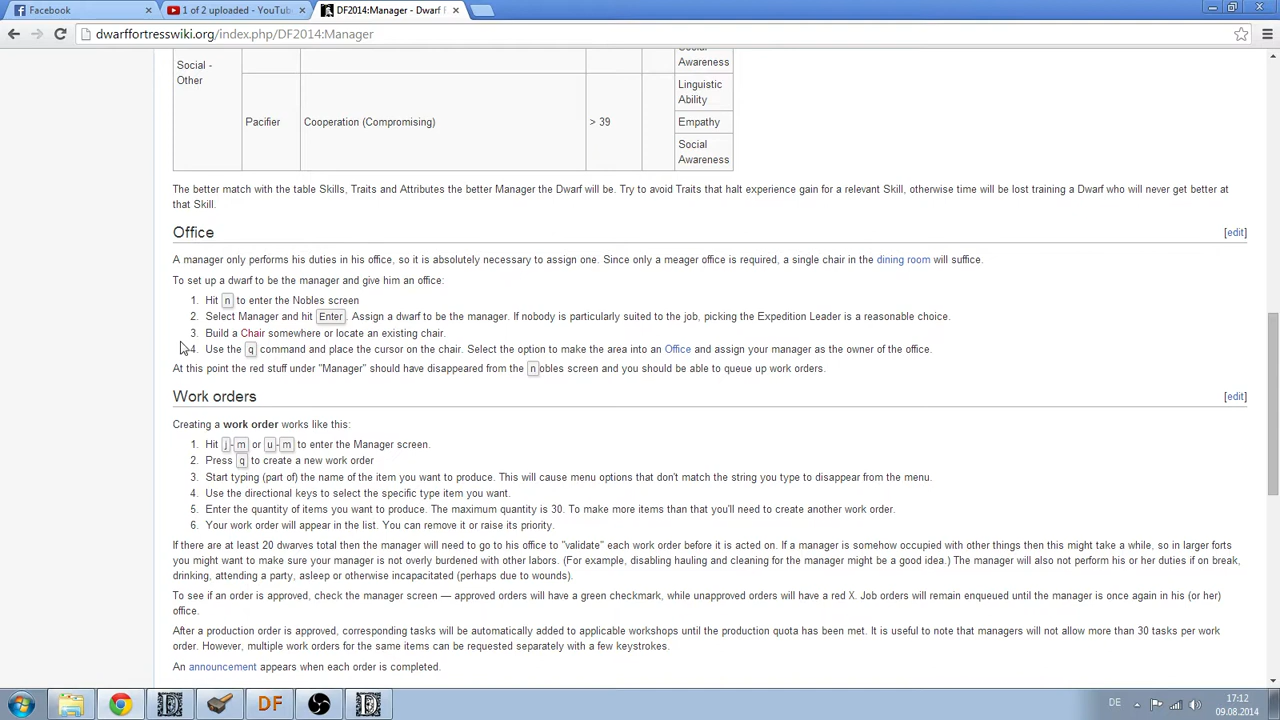 Facebook
1 of 2 uploaded - YouTub
DF2014:Manager - Dwarf F
dwarffortresswiki.org/index.php/DF2014:Manager
Social
Awareness
Social -
Other
Linguistic
Ability
Pacifier Cooperation (Compromising) > 39 Empathy
Social
Awareness
The better match with the table Skills, Traits and Attributes the better Manager the Dwarf will be. Try to avoid Traits that halt experience gain for a relevant Skill, otherwise time will be lost training a Dwarf who will never get better at
that Skill.
Office [edit]
A manager only performs his duties in his office, so it is absolutely necessary to assign one. Since only a meager office is required, a single chair in the dining room will suffice.
To set up a dwarf to be the manager and give him an office:
1. Hit n to enter the Nobles screen
2. Select Manager and hit Enter. Assign a dwarf to be the manager. If nobody is particularly suited to the job, picking the Expedition Leader is a reasonable choice.
3. Build a Chair somewhere or locate an existing chair.
4. Use the q command and place the cursor on the chair. Select the option to make the area into an Office and assign your manager as the owner of the office.
At this point the red stuff under "Manager" should have disappeared from the nobles screen and you should be able to queue up work orders.
Work orders [edit]
Creating a work order works like this:
1. Hit j-m or u-m to enter the Manager screen.
2. Press q to create a new work order
3. Start typing (part of) the name of the item you want to produce. This will cause menu options that don't match the string you type to disappear from the menu.
4. Use the directional keys to select the specific type item you want.
5. Enter the quantity of items you want to produce. The maximum quantity is 30. To make more items than that you'll need to create another work order.
6. Your work order will appear in the list. You can remove it or raise its priority.
If there are at least 20 dwarves total then the manager will need to go to his office to "validate" each work order before it is acted on. If a manager is somehow occupied with other things then this might take a while, so in larger forts
you might want to make sure your manager is not overly burdened with other labors. (For example, disabling hauling and cleaning for the manager might be a good idea.) The manager will also not perform his or her duties if on break,
drinking, attending a party, asleep or otherwise incapacitated (perhaps due to wounds).
To see if an order is approved, check the manager screen — approved orders will have a green checkmark, while unapproved orders will have a red X. Job orders will remain enqueued until the manager is once again in his (or her)
office.
After a production order is approved, corresponding tasks will be automatically added to applicable workshops until the production quota has been met. It is useful to note that managers will not allow more than 30 tasks per work
order. However, multiple work orders for the same items can be requested separately with a few keystrokes.
An announcement appears when each order is completed.
DF
DE
17:12
09.08.2014